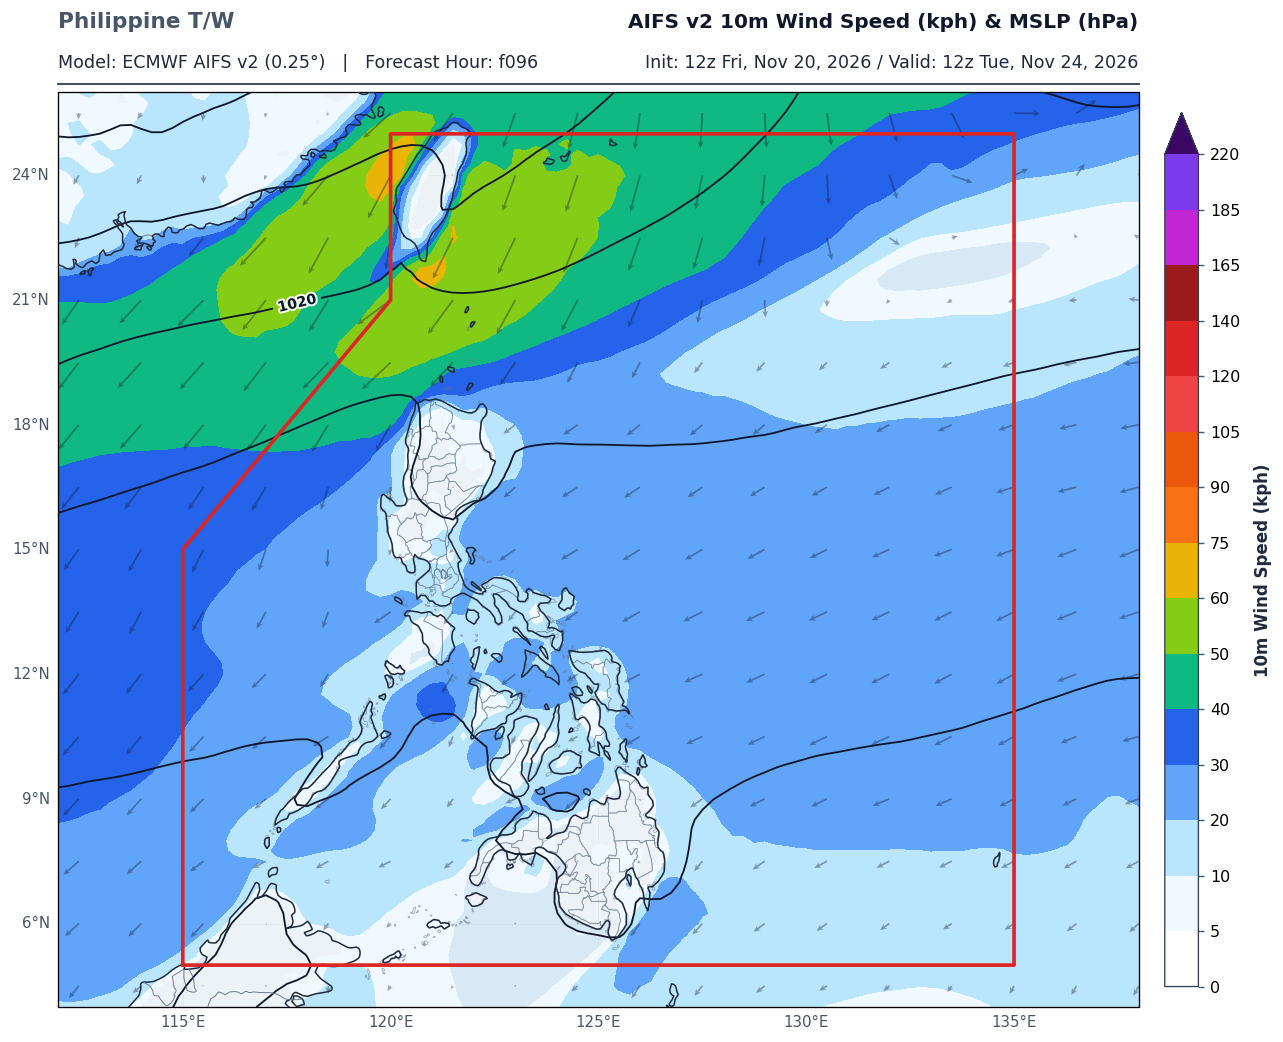 Philippine T/W
AIFS v2 10m Wind Speed (kph) & MSLP (hPa)
Model: ECMWF AIFS v2 (0.25°) | Forecast Hour: f096
Init: 12z Fri, Nov 20, 2026 / Valid: 12z Tue, Nov 24, 2026
24°N
21°N
18°N
15°N
12°N
9°N
6°N
1020
115°E
120°E
125°E
130°E
135°E
220
185
165
140
120
105
90
75
60
50
40
30
20
10
5
0
10m Wind Speed (kph)